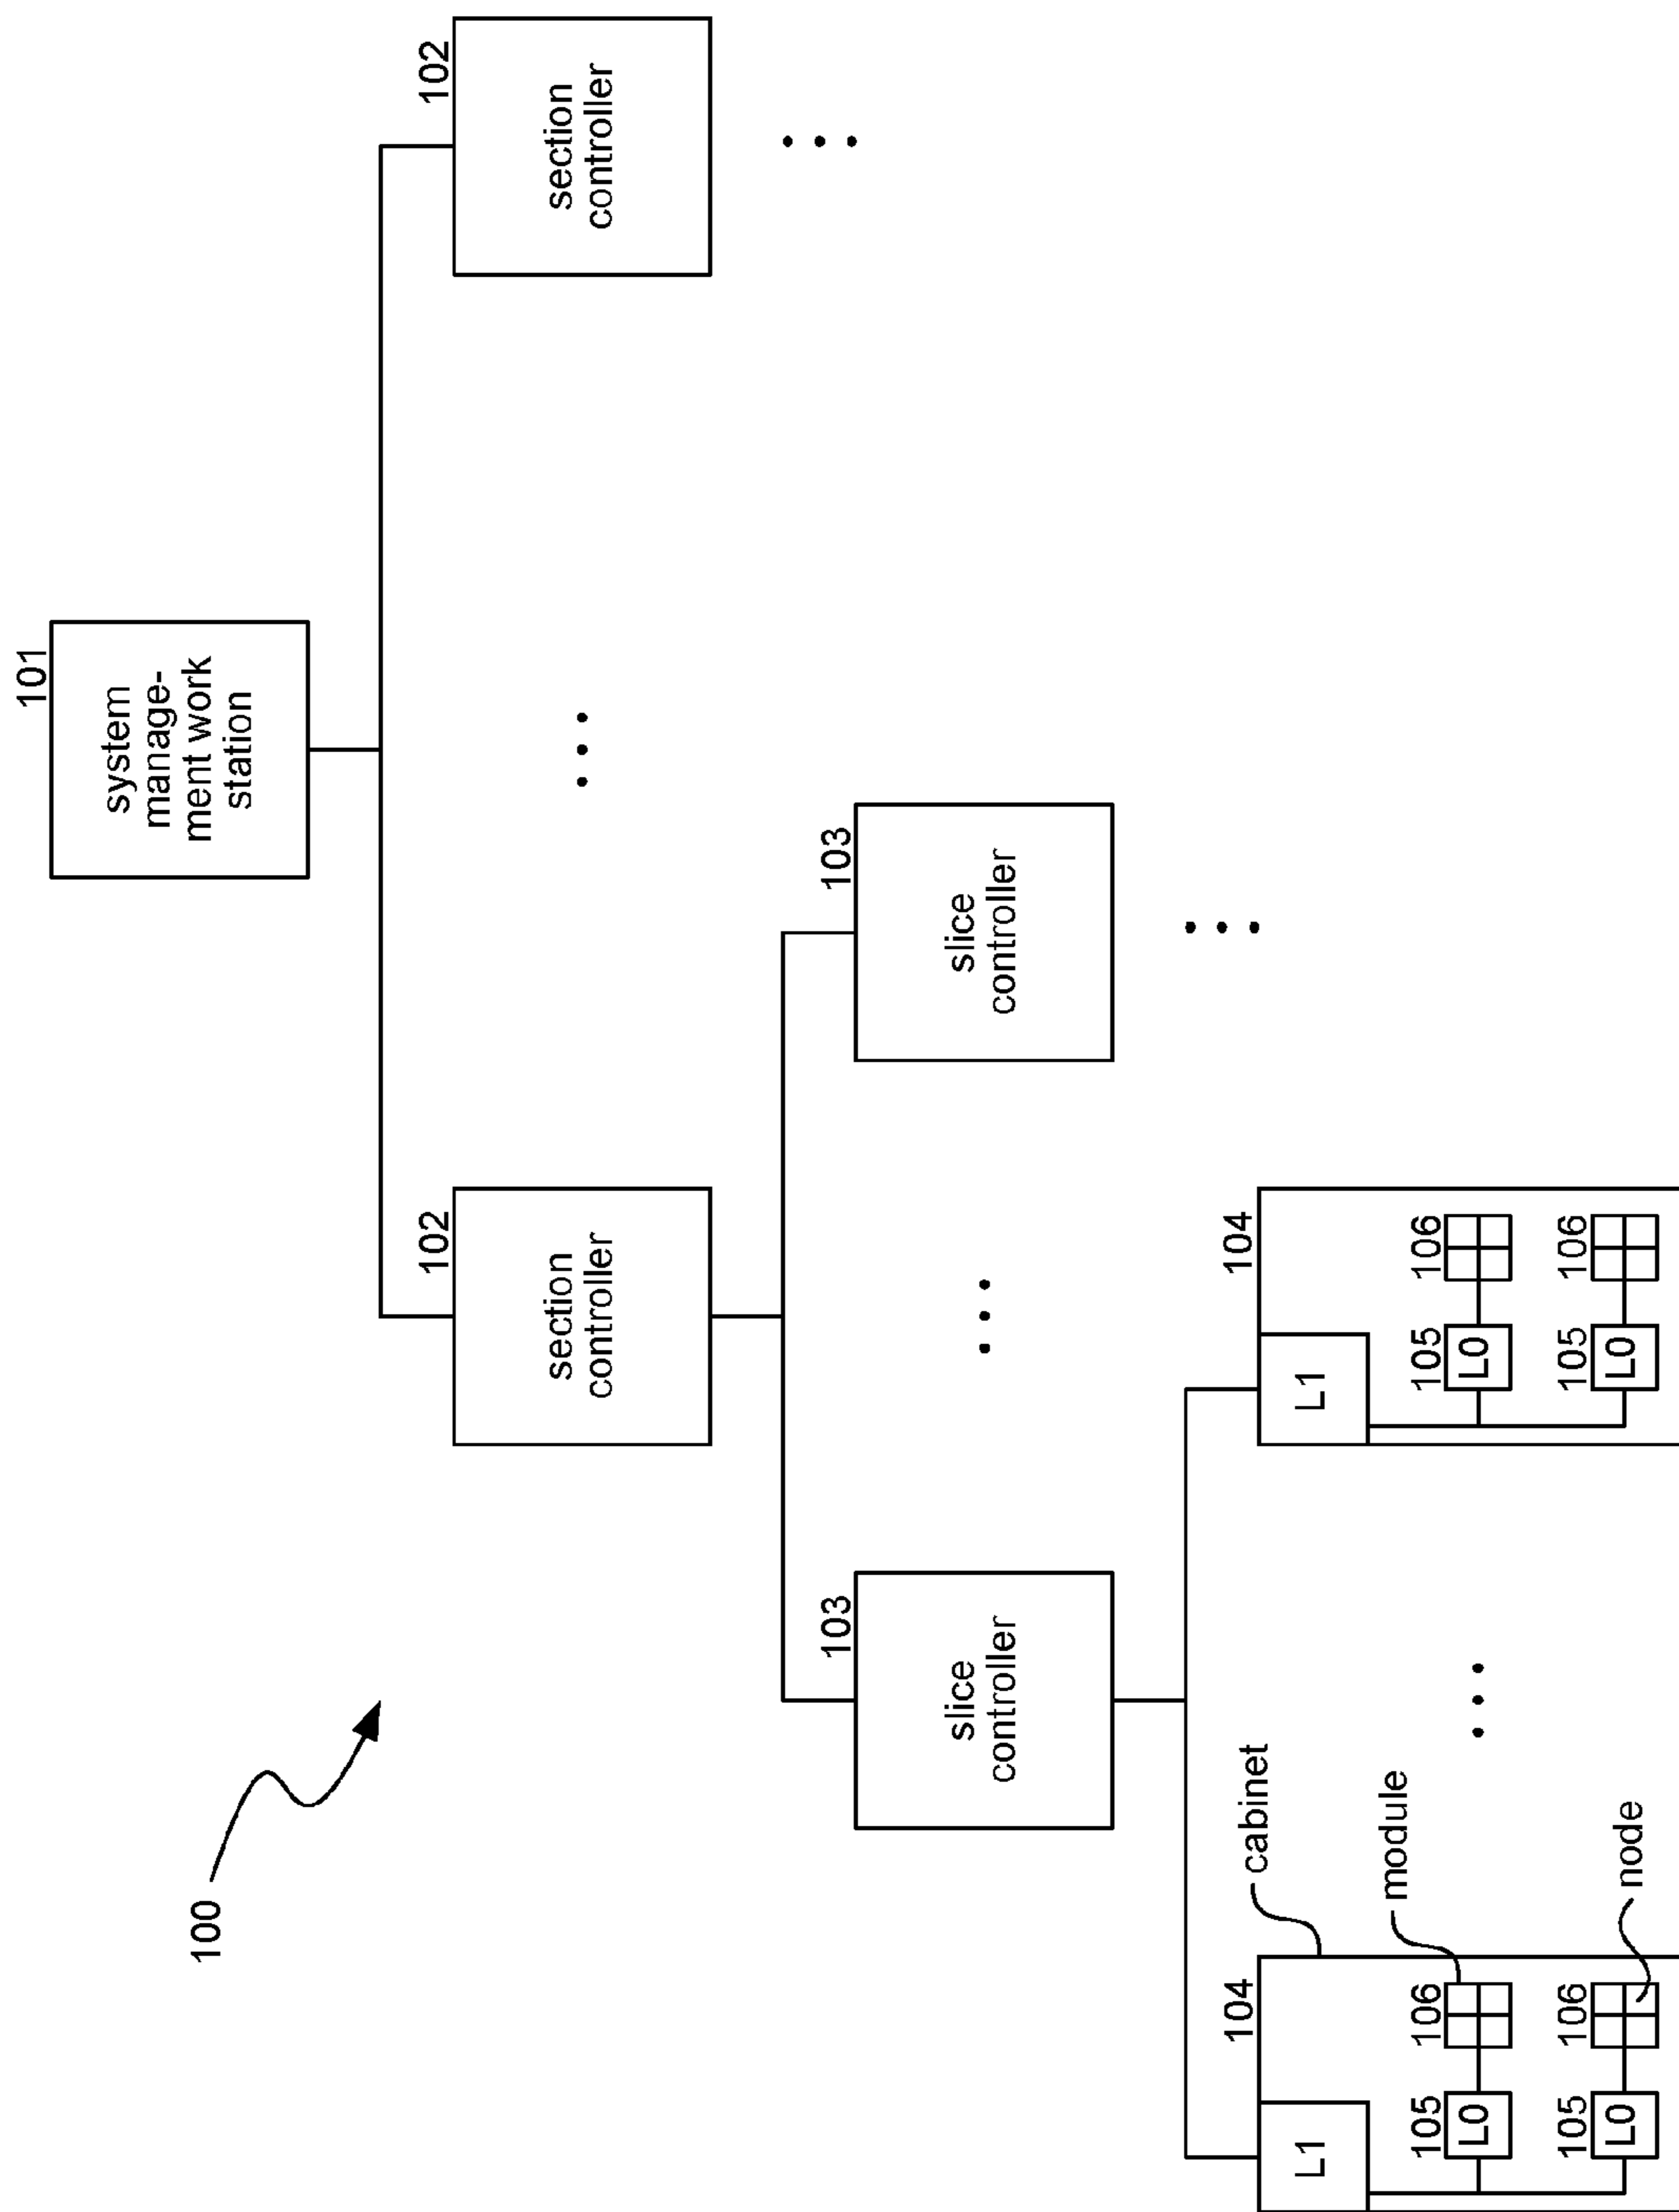 100
101
system
manage-
ment work
station
102
section
controller
102
section
controller
...
...
103
slice
controller
103
slice
controller
...
...
cabinet
104
L1
module
105
L0
106
105
L0
106
node
...
104
L1
105
L0
106
105
L0
106